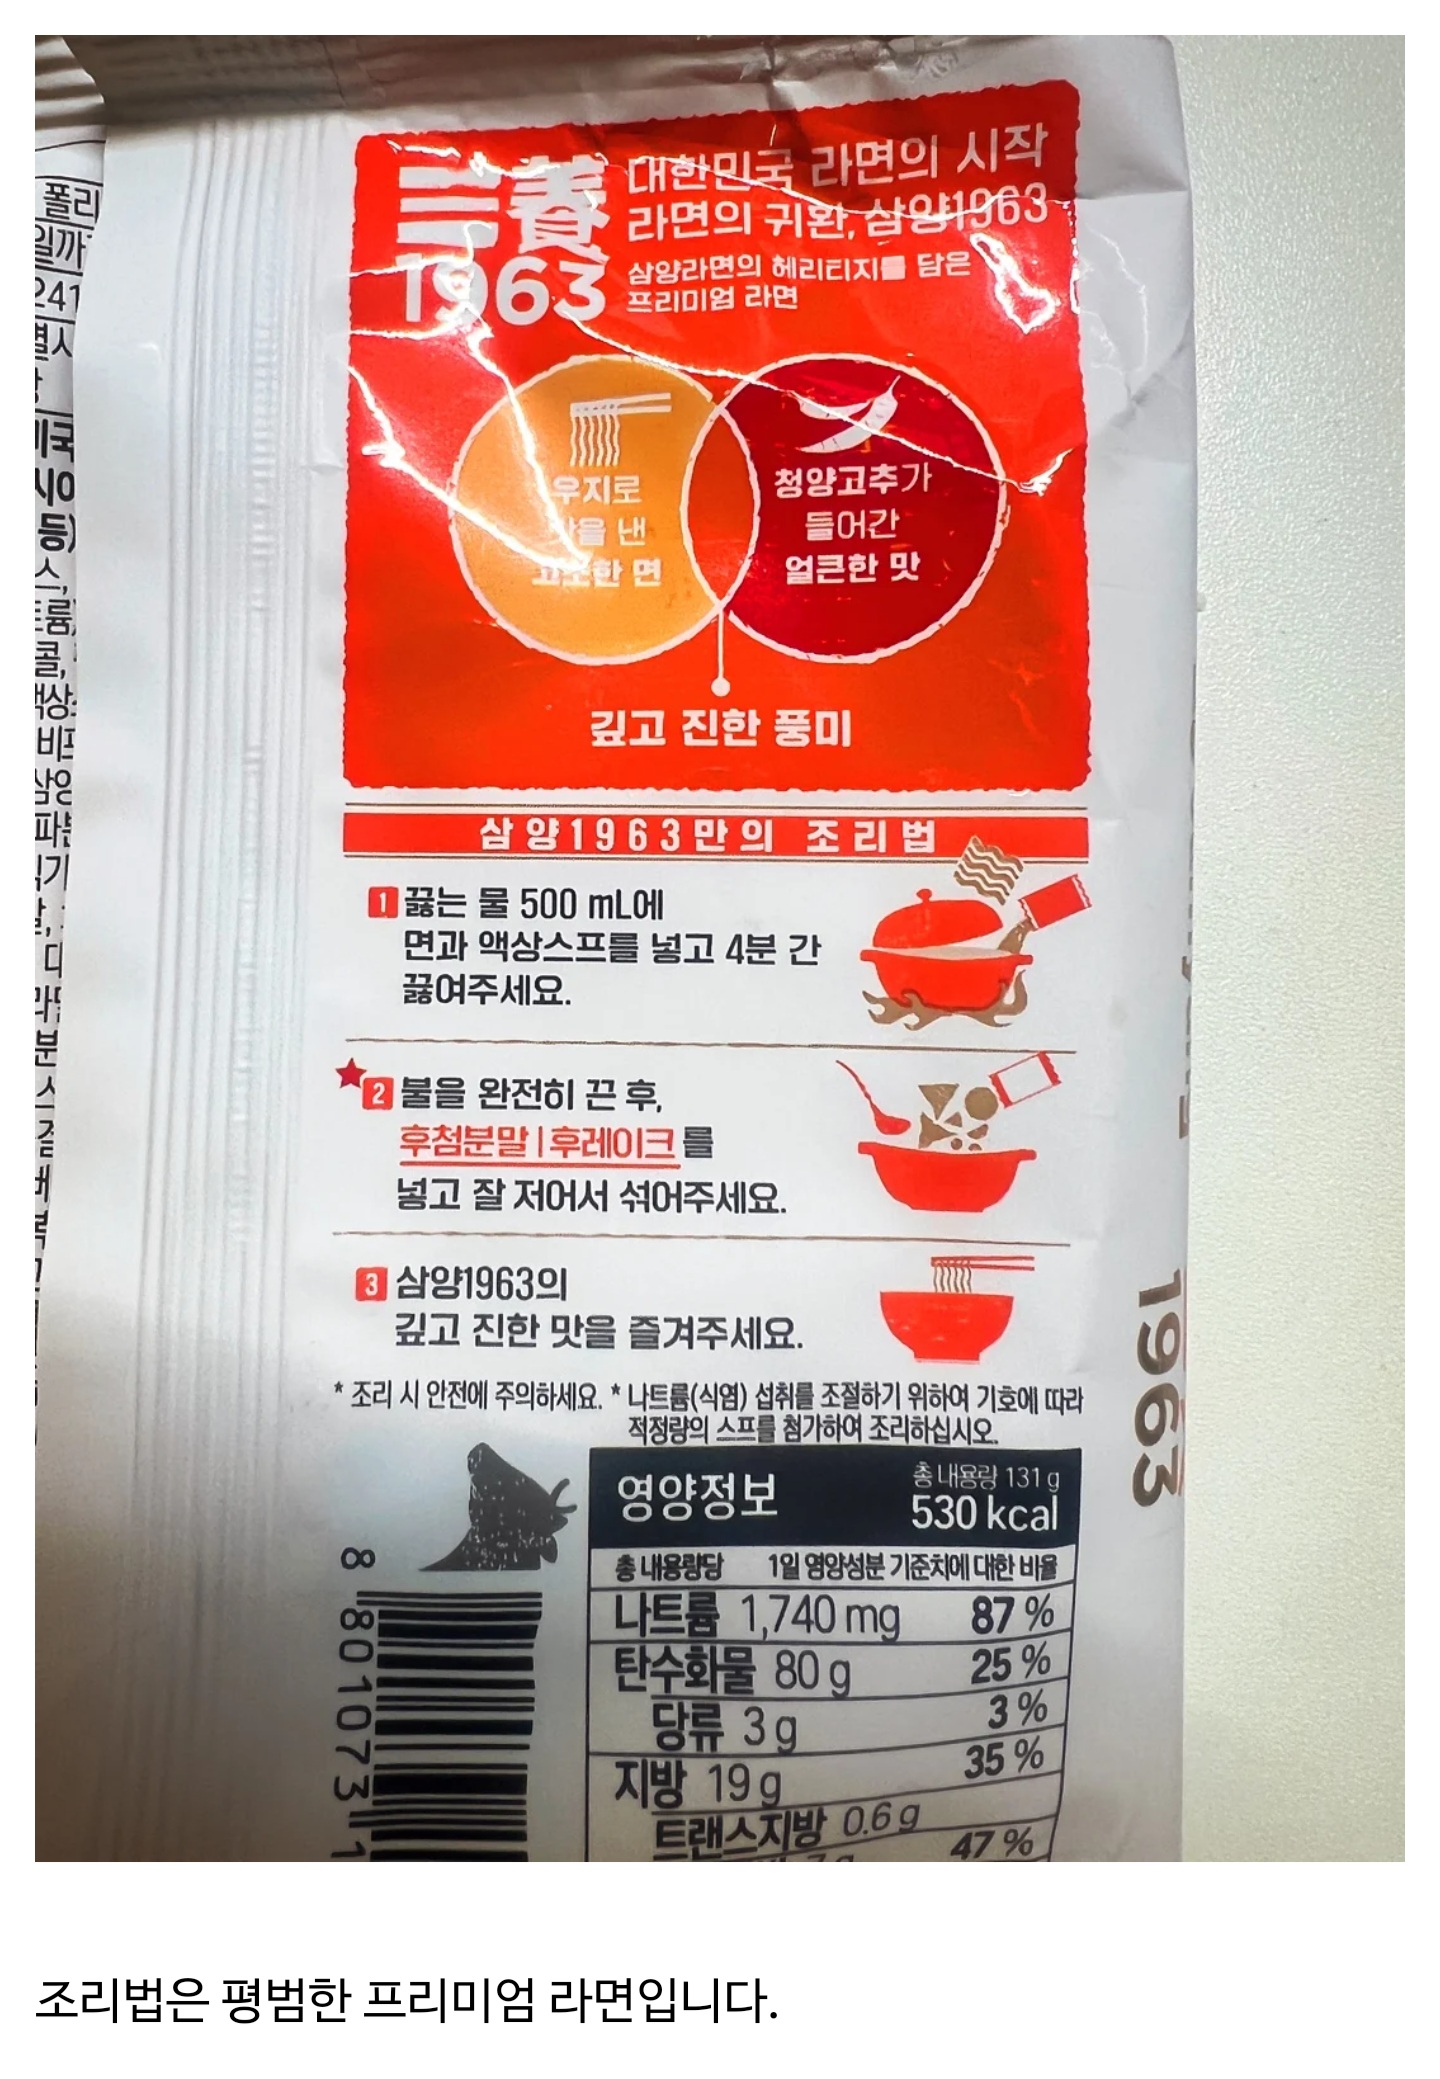 三養
1963
대한민국 라면의 시작
라면의 귀환, 삼양1963
삼양라면의 헤리티지를 담은
프리미엄 라면
우지로
맛을 낸
고소한 면
청양고추가
들어간
얼큰한 맛
깊고 진한 풍미
삼양1963만의 조리법
1 끓는 물 500 mL에
면과 액상스프를 넣고 4분 간
끓여주세요.
2 불을 완전히 끈 후,
후첨분말 | 후레이크 를
넣고 잘 저어서 섞어주세요.
3 삼양1963의
깊고 진한 맛을 즐겨주세요.
* 조리 시 안전에 주의하세요. * 나트륨(식염) 섭취를 조절하기 위하여 기호에 따라
적정량의 스프를 첨가하여 조리하십시오.
영양정보
총 내용량 131 g
530 kcal
총 내용량당 1일 영양성분 기준치에 대한 비율
나트륨 1,740 mg 87 %
탄수화물 80 g 25 %
당류 3 g 3 %
지방 19 g 35 %
트랜스지방 0.6 g
47 %
8 801073 1
1963
조리법은 평범한 프리미엄 라면입니다.